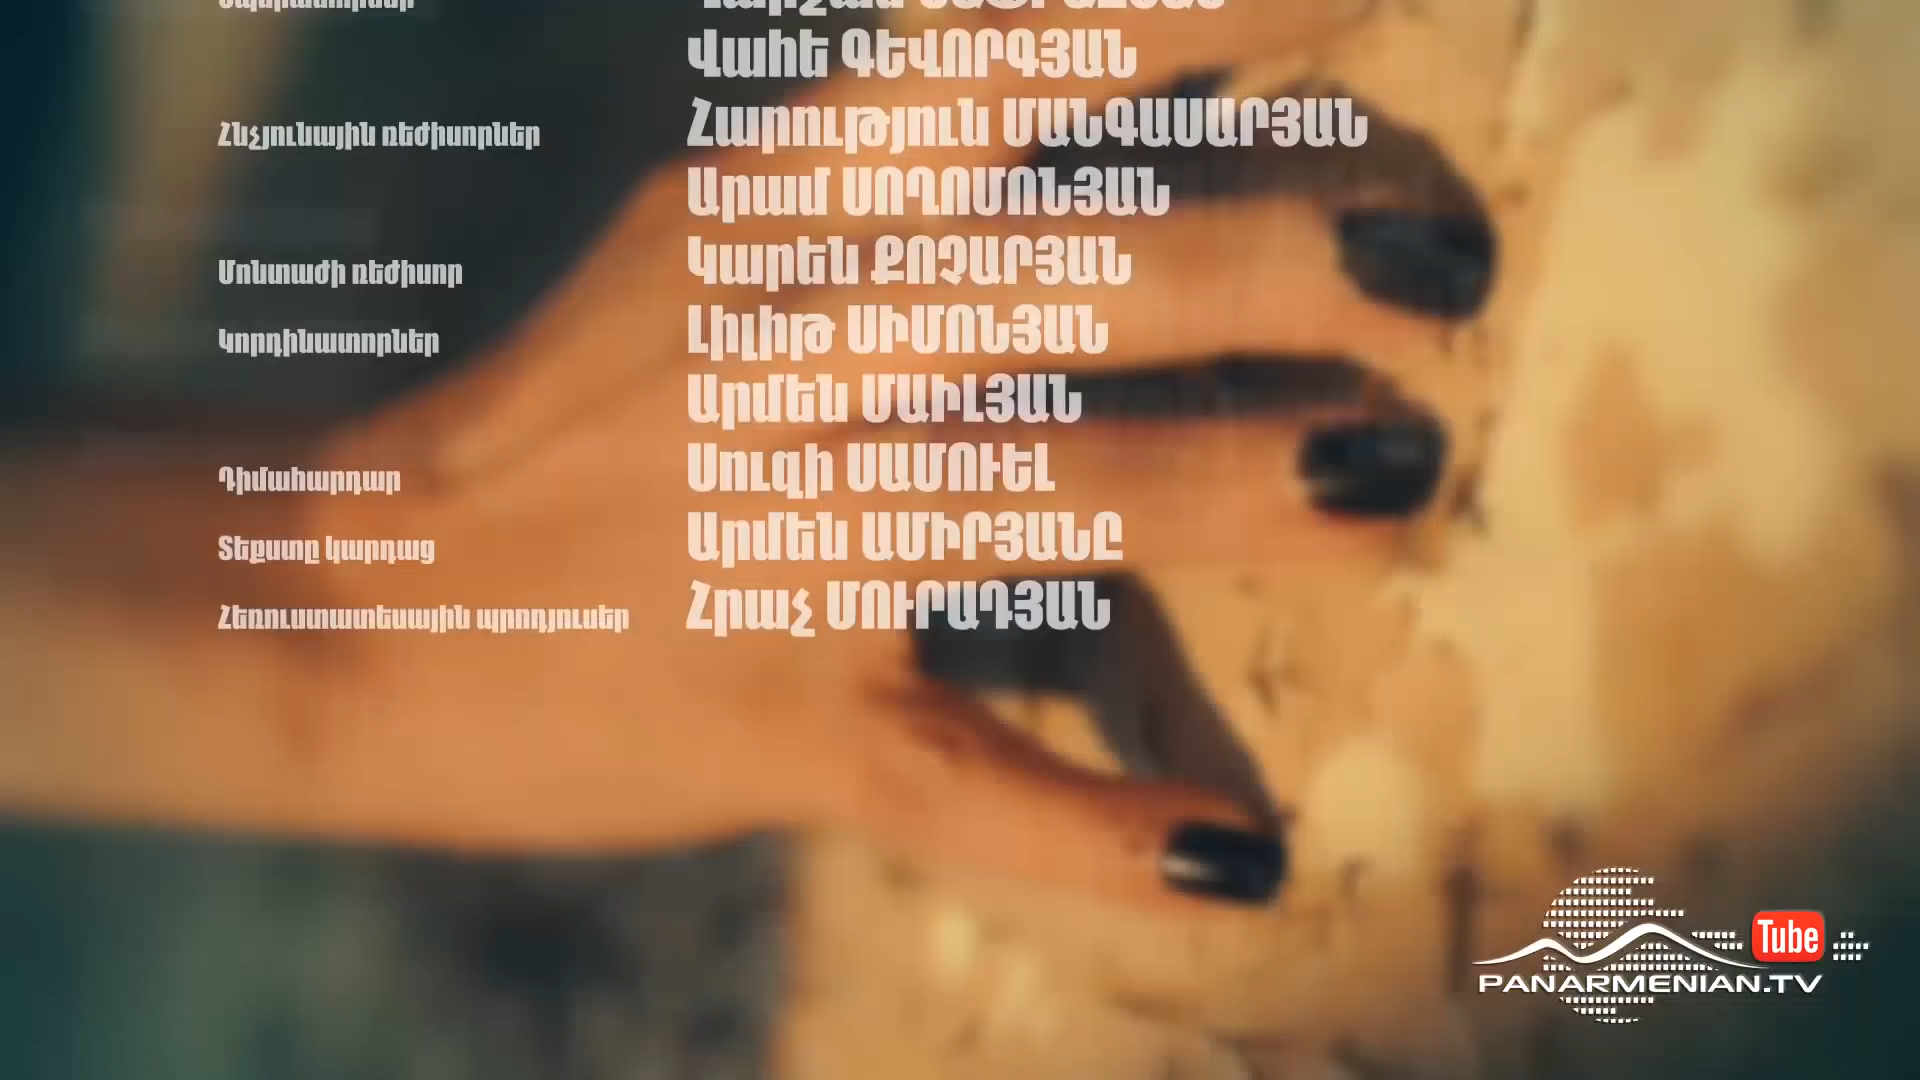 Վահե ԳԵՎՈՐԳՅԱՆ
Հնչյունային ռեժիսորներ Հարություն ՄԱՆԳԱՍԱՐՅԱՆ
Արամ ՍՈՂՈՄՈՆՅԱՆ
Մոնտաժի ռեժիսոր Կարեն ՔՈՉԱՐՅԱՆ
Կորդինատորներ Լիլիթ ՍԻՄՈՆՅԱՆ
Արմեն ՄԱԻԼՅԱՆ
Դիմահարդար Սուզի ՍԱՄՈՒԵԼ
Տեքստը կարդաց Արմեն ԱՄԻՐՅԱՆԸ
Հեռուստատեսային պրոդյուսեր Հրաչ ՄՈՒՐԱԴՅԱՆ
Tube
PANARMENIAN.TV